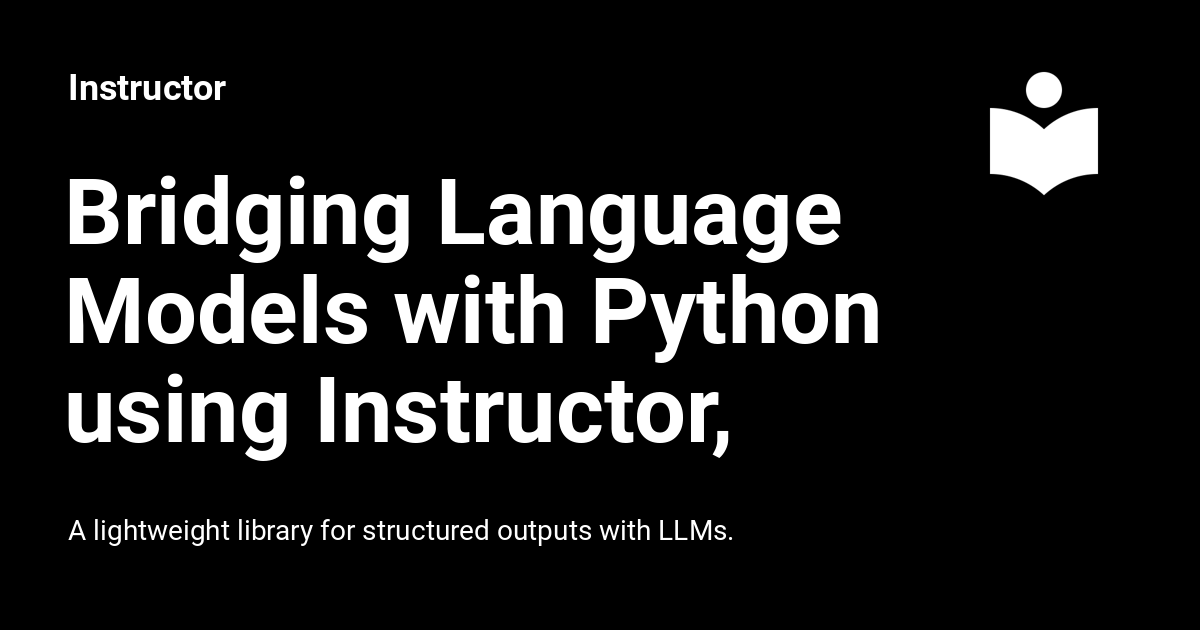 Instructor
Bridging Language
Models with Python
using Instructor,
A lightweight library for structured outputs with LLMs.